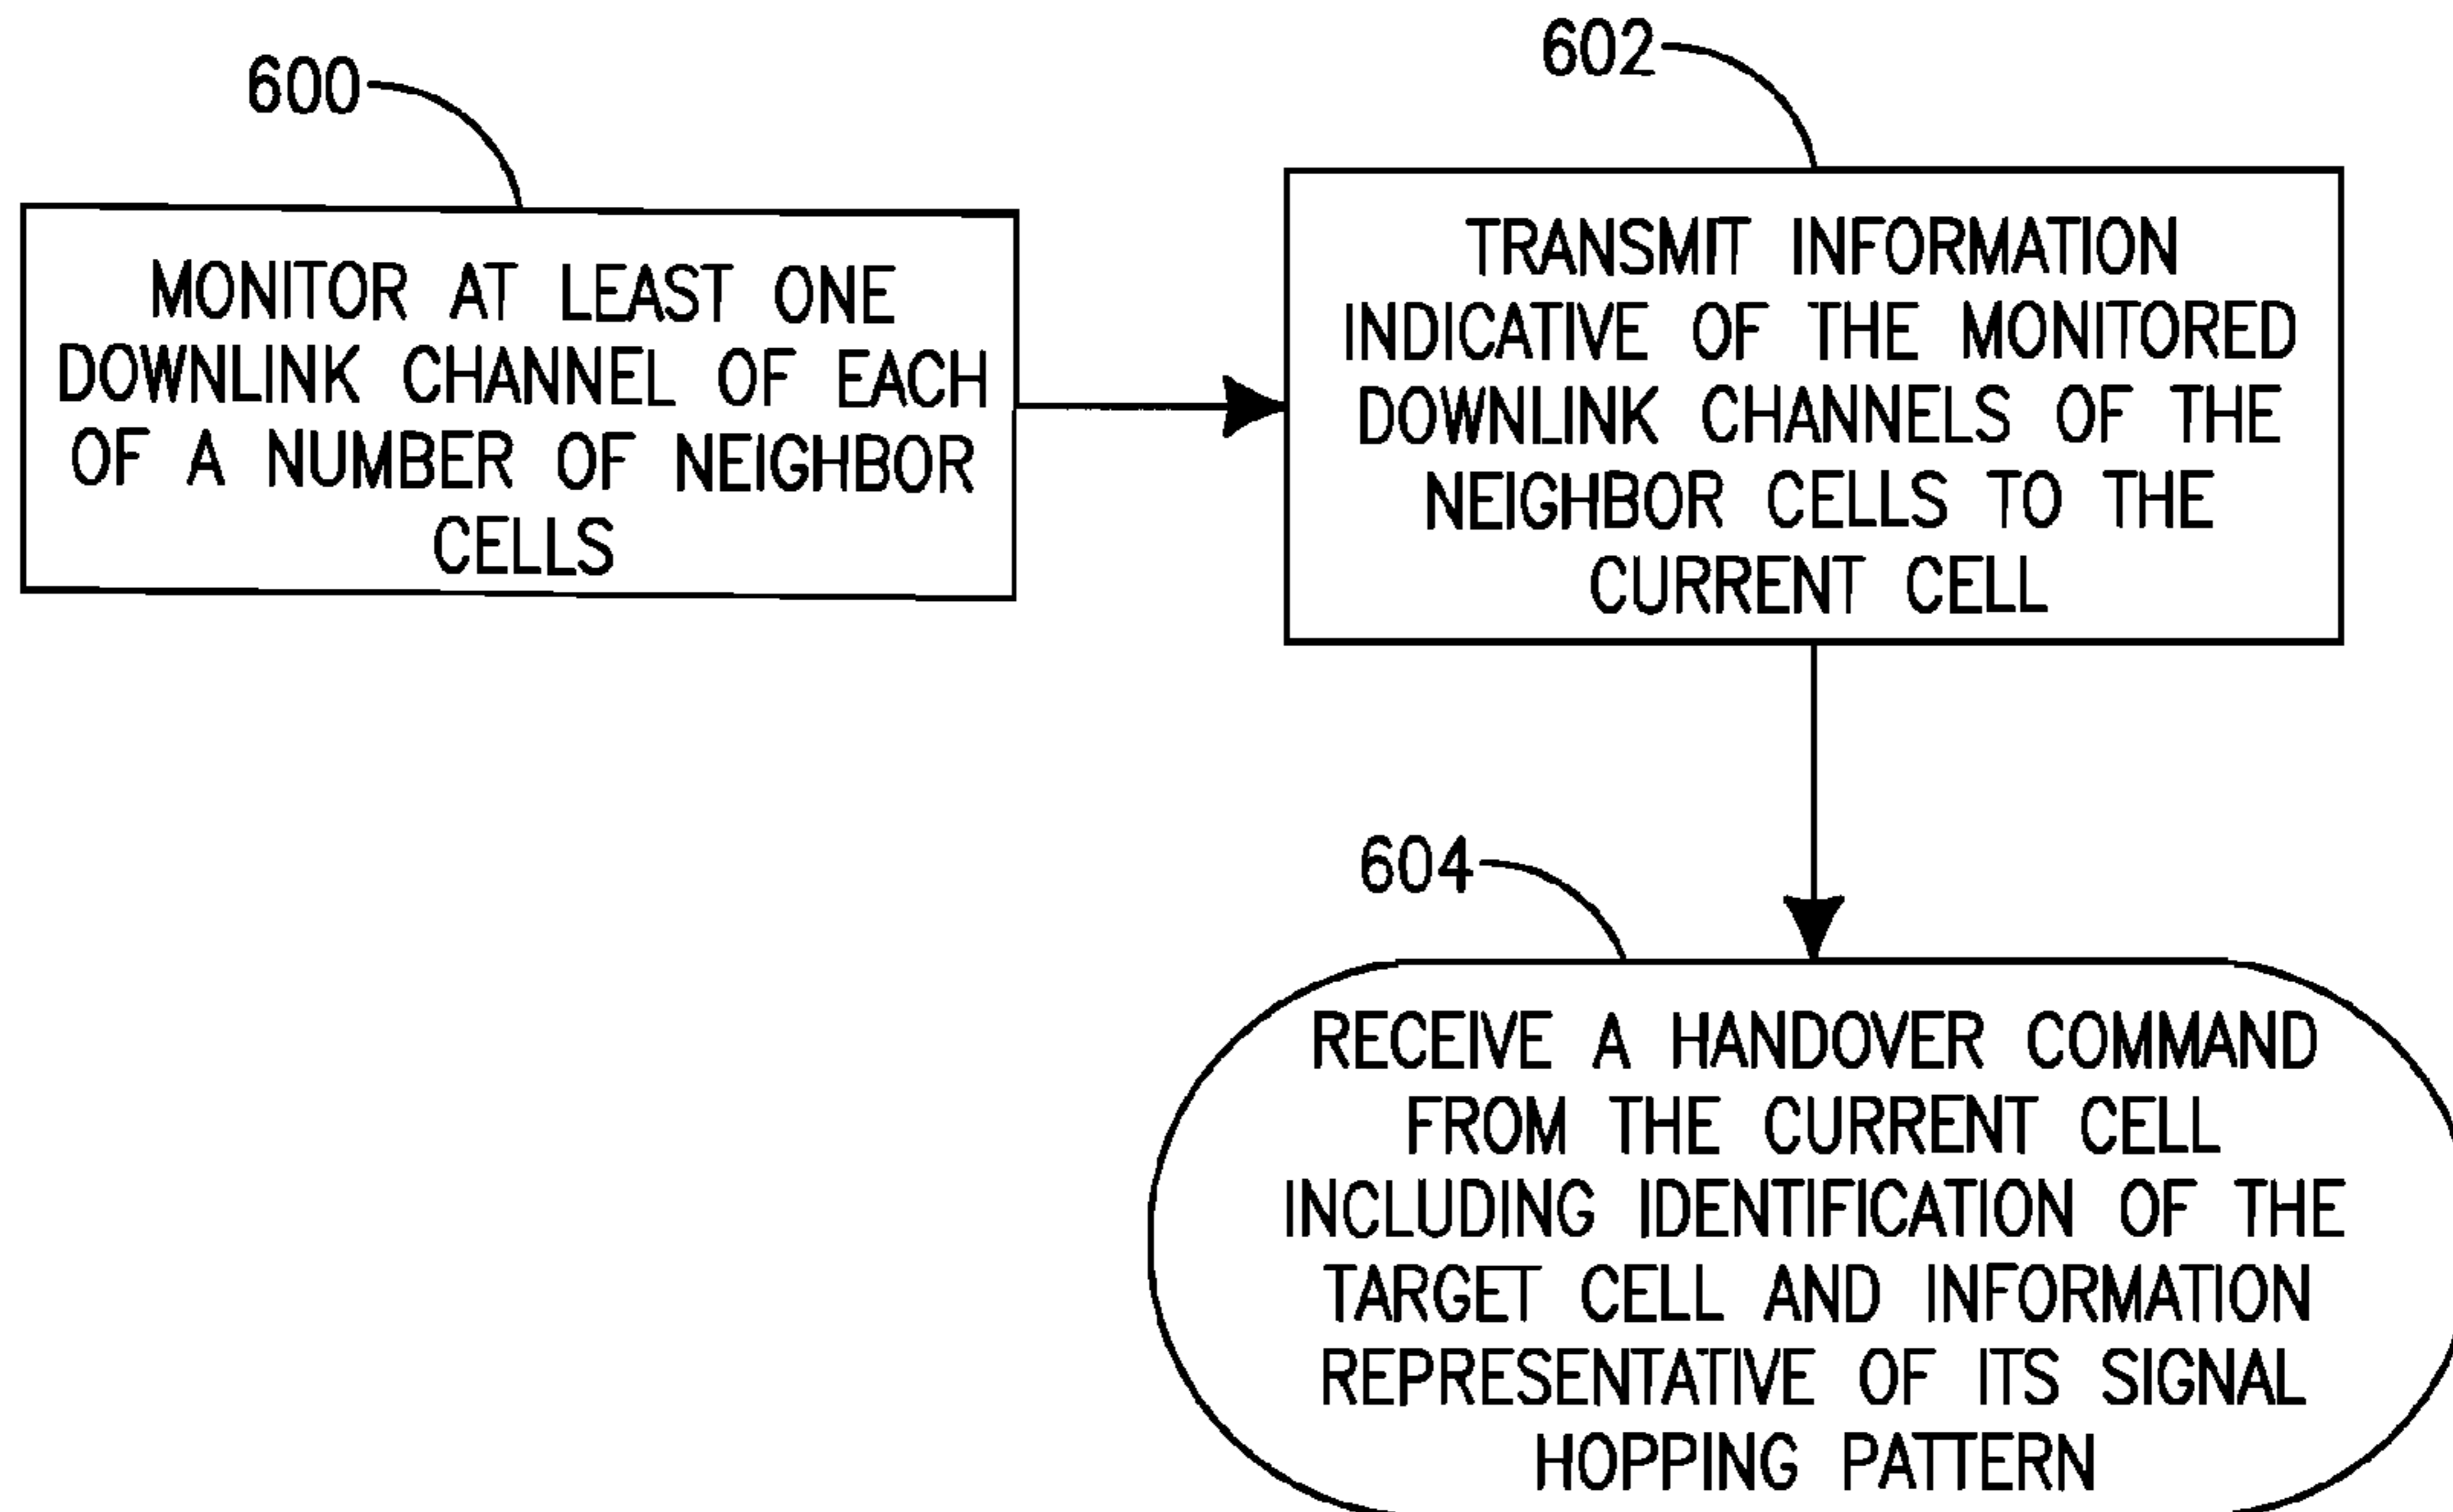 600
MONITOR AT LEAST ONE
DOWNLINK CHANNEL OF EACH
OF A NUMBER OF NEIGHBOR
CELLS
602
TRANSMIT INFORMATION
INDICATIVE OF THE MONITORED
DOWNLINK CHANNELS OF THE
NEIGHBOR CELLS TO THE
CURRENT CELL
604
RECEIVE A HANDOVER COMMAND
FROM THE CURRENT CELL
INCLUDING IDENTIFICATION OF THE
TARGET CELL AND INFORMATION
REPRESENTATIVE OF ITS SIGNAL
HOPPING PATTERN